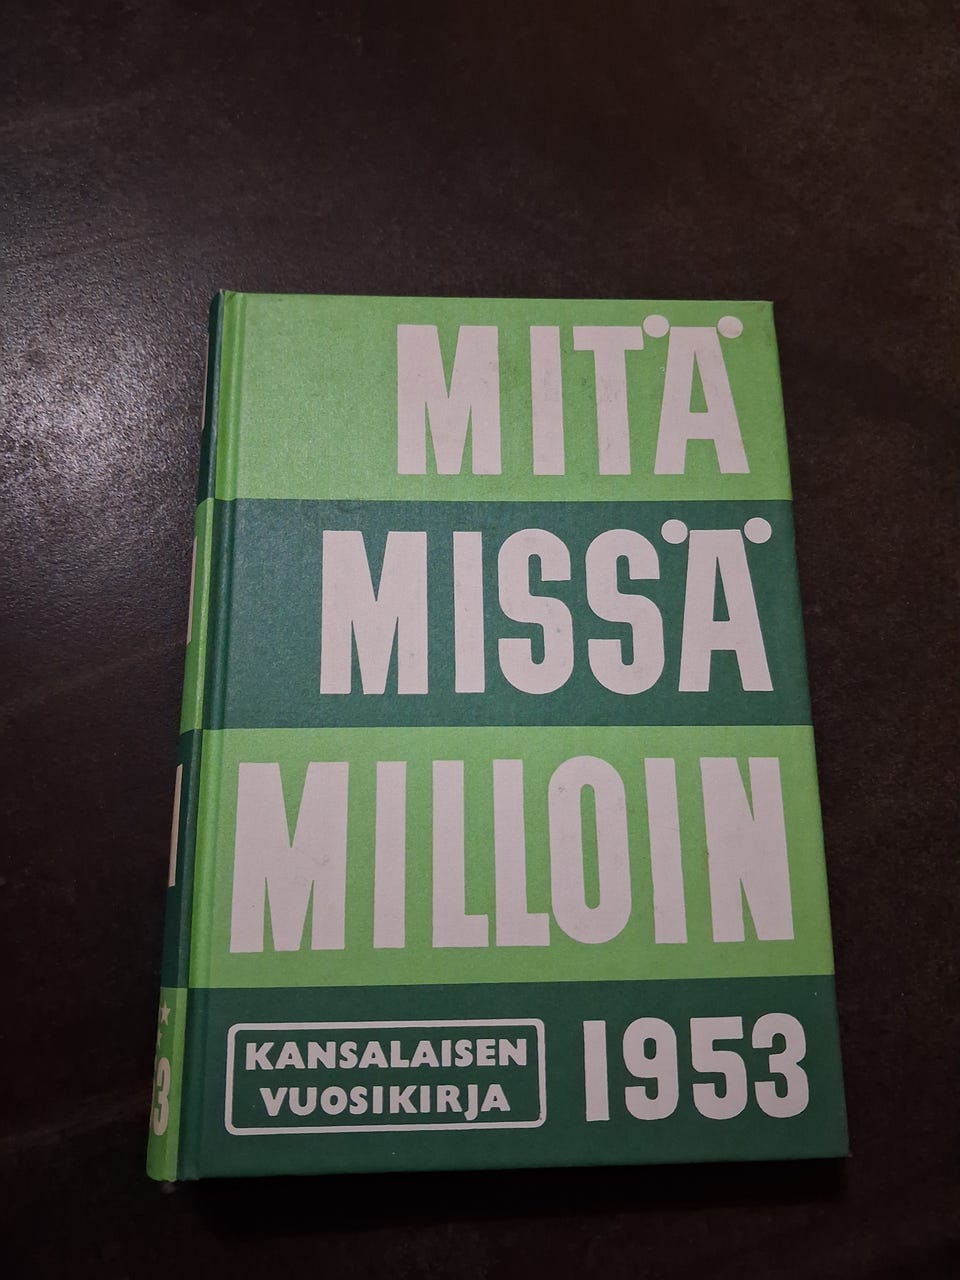 MITÄ
MISSÄ
MILLOIN
KANSALAISEN
VUOSIKIRJA
1953